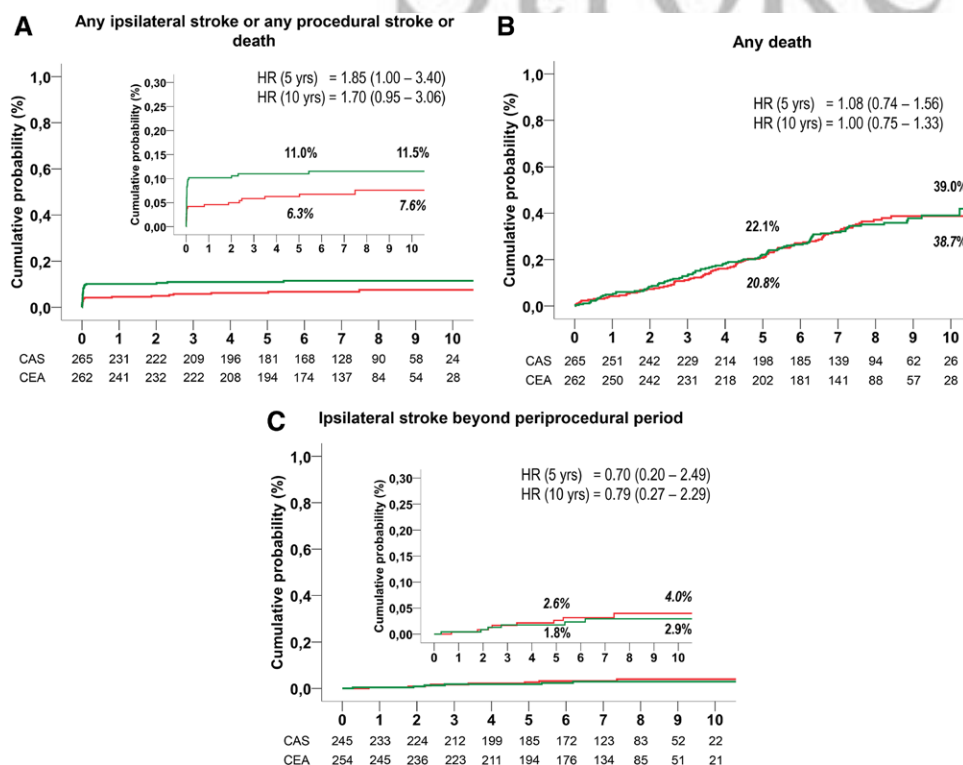 A
Any ipsilateral stroke or any procedural stroke or
death
Cumulative probability (%)
1,0
0,8
0,6
0,4
0,2
0,0
0 1 2 3 4 5 6 7 8 9 10
HR (5 yrs) = 1.85 (1.00 – 3.40)
HR (10 yrs) = 1.70 (0.95 – 3.06)
Cumulative probability (%)
0,30
0,25
0,20
0,15
0,10
0,05
0,00
11.0%
11.5%
6.3%
7.6%
0 1 2 3 4 5 6 7 8 9 10
CAS 265 231 222 209 196 181 168 128 90 58 24
CEA 262 241 232 222 208 194 174 137 84 54 28
B
Any death
Cumulative probability (%)
1,0
0,8
0,6
0,4
0,2
0,0
HR (5 yrs) = 1.08 (0.74 – 1.56)
HR (10 yrs) = 1.00 (0.75 – 1.33)
39.0%
22.1%
38.7%
20.8%
0 1 2 3 4 5 6 7 8 9 10
CAS 265 251 242 229 214 198 185 139 94 62 26
CEA 262 250 242 231 218 202 181 141 88 57 28
C
Ipsilateral stroke beyond periprocedural period
Cumulative probability (%)
1,0
0,8
0,6
0,4
0,2
0,0
HR (5 yrs) = 0.70 (0.20 – 2.49)
HR (10 yrs) = 0.79 (0.27 – 2.29)
Cumulative probability (%)
0,30
0,25
0,20
0,15
0,10
0,05
0,00
2.6%
4.0%
1.8%
2.9%
0 1 2 3 4 5 6 7 8 9 10
0 1 2 3 4 5 6 7 8 9 10
CAS 245 233 224 212 199 185 172 123 83 52 22
CEA 254 245 236 223 211 194 176 134 85 51 21